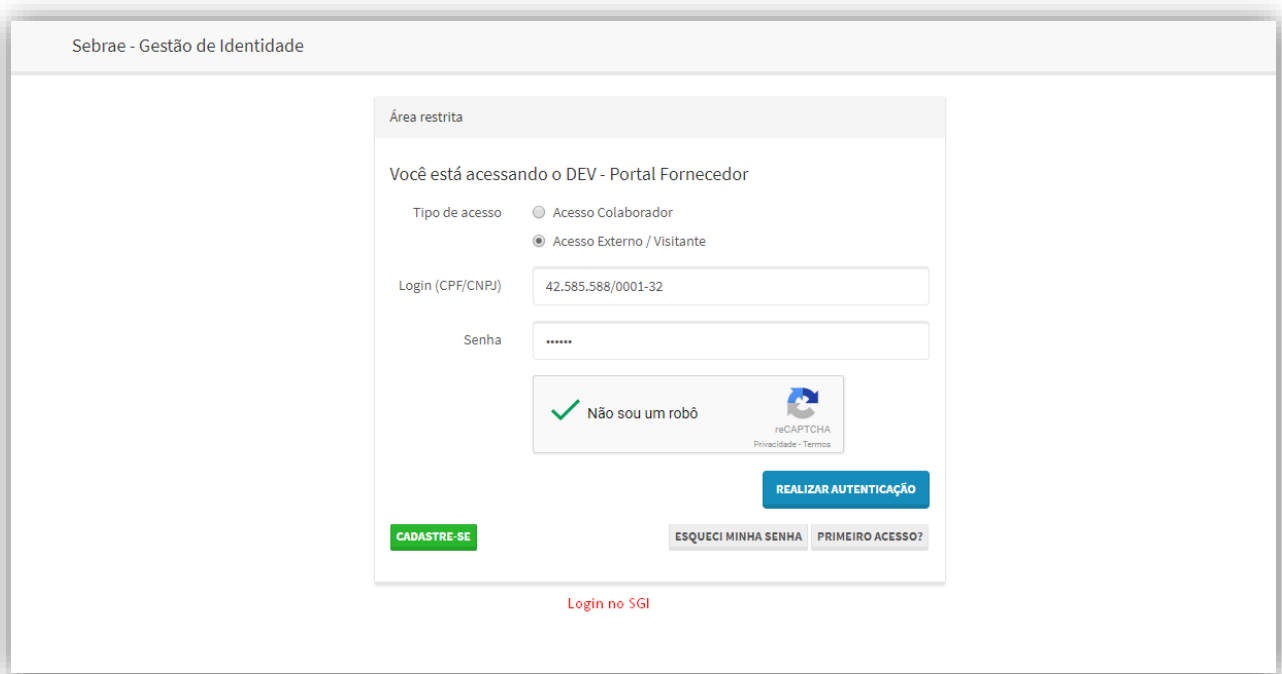 Sebrae - Gestão de Identidade
Área restrita
Você está acessando o DEV - Portal Fornecedor
Tipo de acesso
Acesso Colaborador
Acesso Externo / Visitante
Login (CPF/CNPJ)
42.585.588/0001-32
Senha
••••••
Não sou um robô
reCAPTCHA
Privacidade - Termos
REALIZAR AUTENTICAÇÃO
CADASTRE-SE
ESQUECI MINHA SENHA
PRIMEIRO ACESSO?
Login no SGI